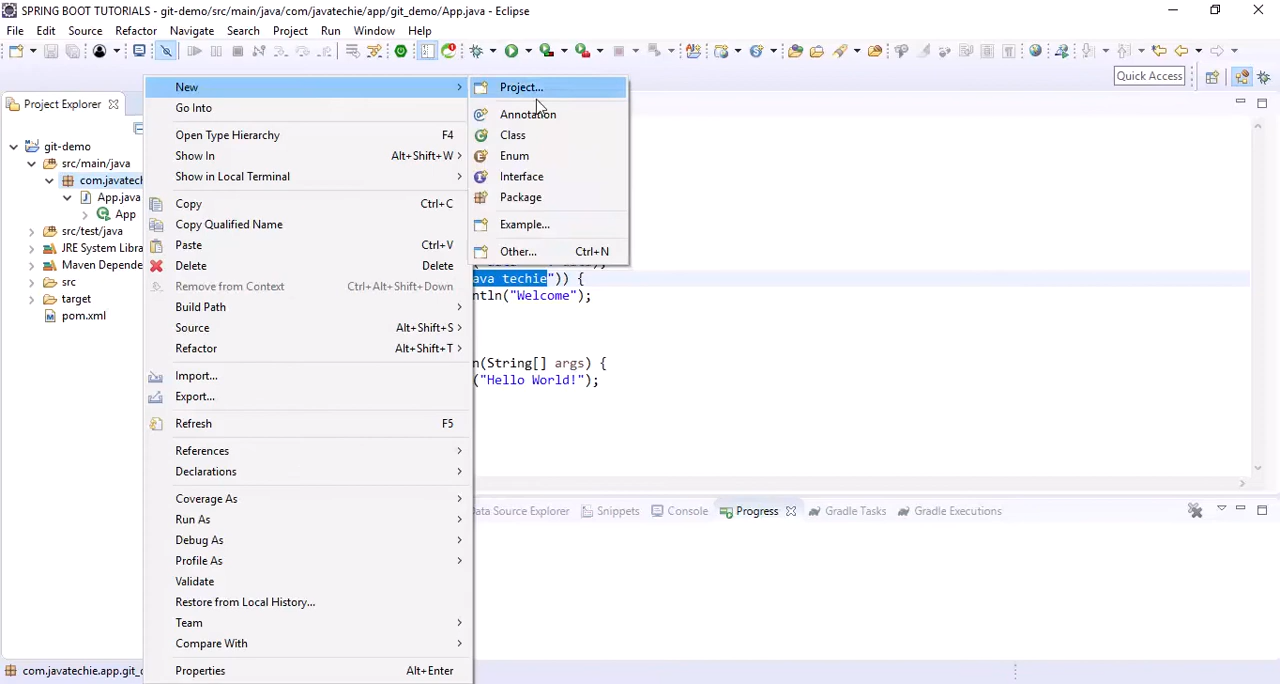 SPRING BOOT TUTORIALS - git-demo/src/main/java/com/javatechie/app/git_demo/App.java - Eclipse
File Edit Source Refactor Navigate Search Project Run Window Help
Quick Access
Project Explorer
git-demo
src/main/java
com.javatechie
App.java
App
src/test/java
JRE System Libra
Maven Depende
src
target
pom.xml
New
Go Into
Open Type Hierarchy F4
Show In Alt+Shift+W
Show in Local Terminal
Copy Ctrl+C
Copy Qualified Name
Paste Ctrl+V
Delete Delete
Remove from Context Ctrl+Alt+Shift+Down
Build Path
Source Alt+Shift+S
Refactor Alt+Shift+T
Import...
Export...
Refresh F5
References
Declarations
Coverage As
Run As
Debug As
Profile As
Validate
Restore from Local History...
Team
Compare With
Properties Alt+Enter
Project...
Annotation
Class
Enum
Interface
Package
Example...
Other... Ctrl+N
ava techie")) {
ntln("Welcome");
n(String[] args) {
("Hello World!");
Data Source Explorer Snippets Console Progress Gradle Tasks Gradle Executions
com.javatechie.app.git_